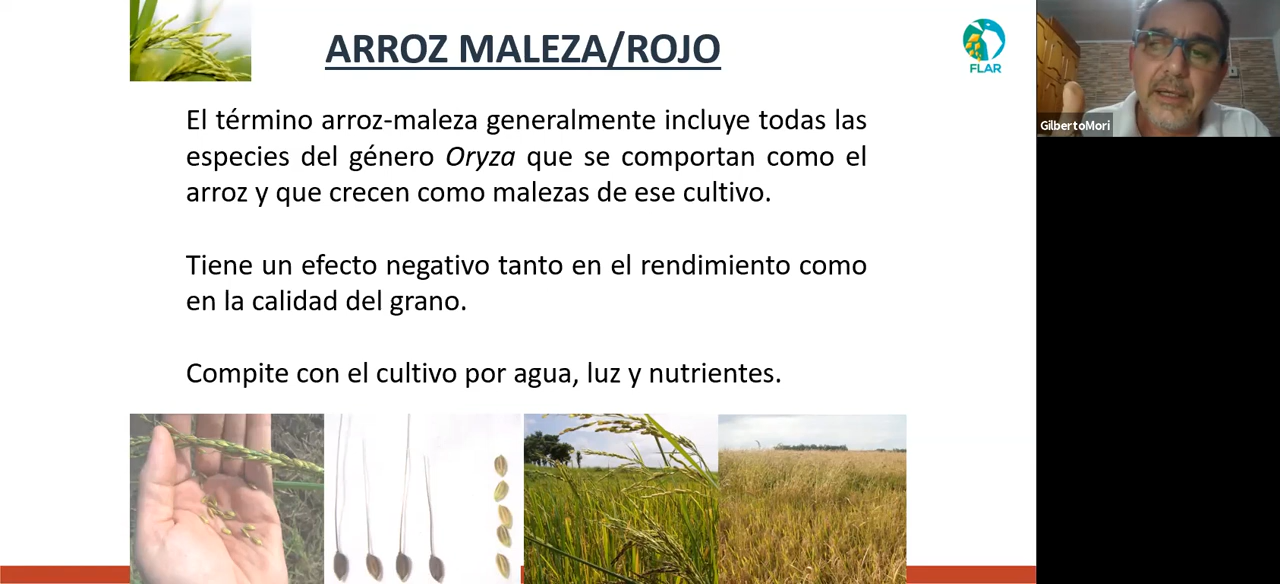 ARROZ MALEZA/ROJO
FLAR
GilbertoMori
El término arroz-maleza generalmente incluye todas las
especies del género Oryza que se comportan como el
arroz y que crecen como malezas de ese cultivo.
Tiene un efecto negativo tanto en el rendimiento como
en la calidad del grano.
Compite con el cultivo por agua, luz y nutrientes.